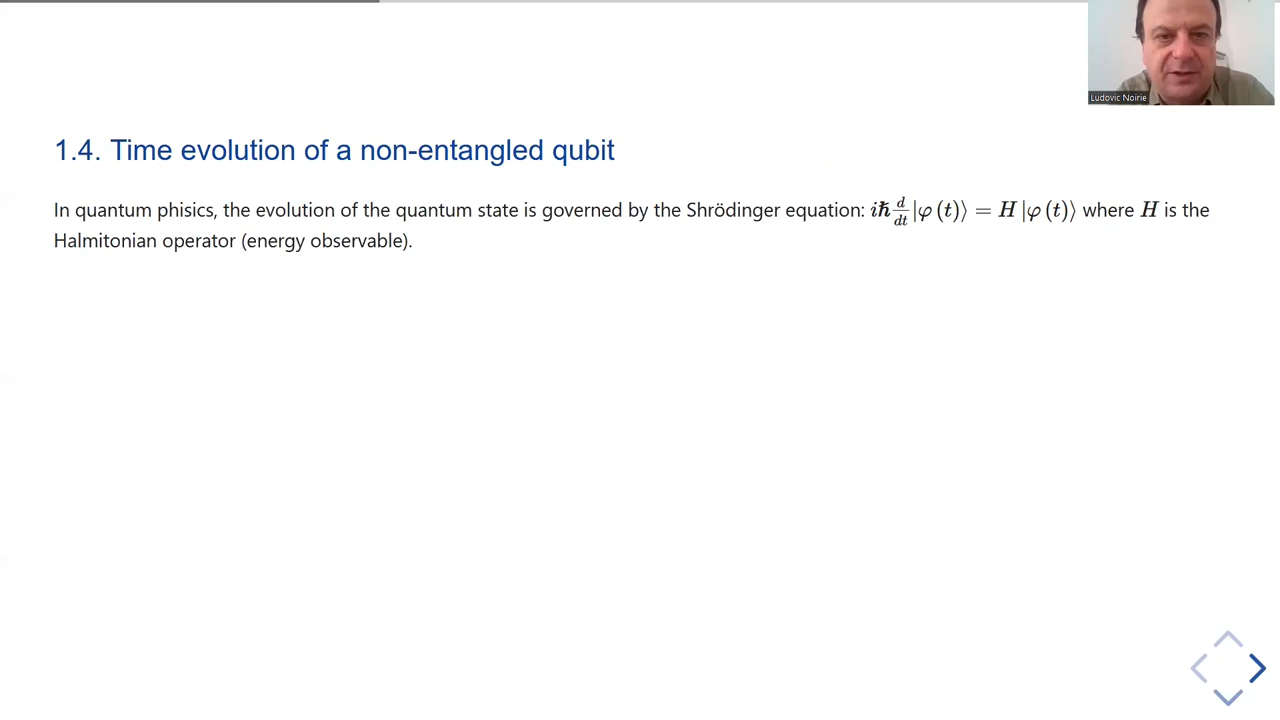 Ludovic Noirie
1.4. Time evolution of a non-entangled qubit
In quantum phisics, the evolution of the quantum state is governed by the Shrödinger equation: iℏ d/dt |φ(t)⟩ = H |φ(t)⟩ where H is the
Halmitonian operator (energy observable).